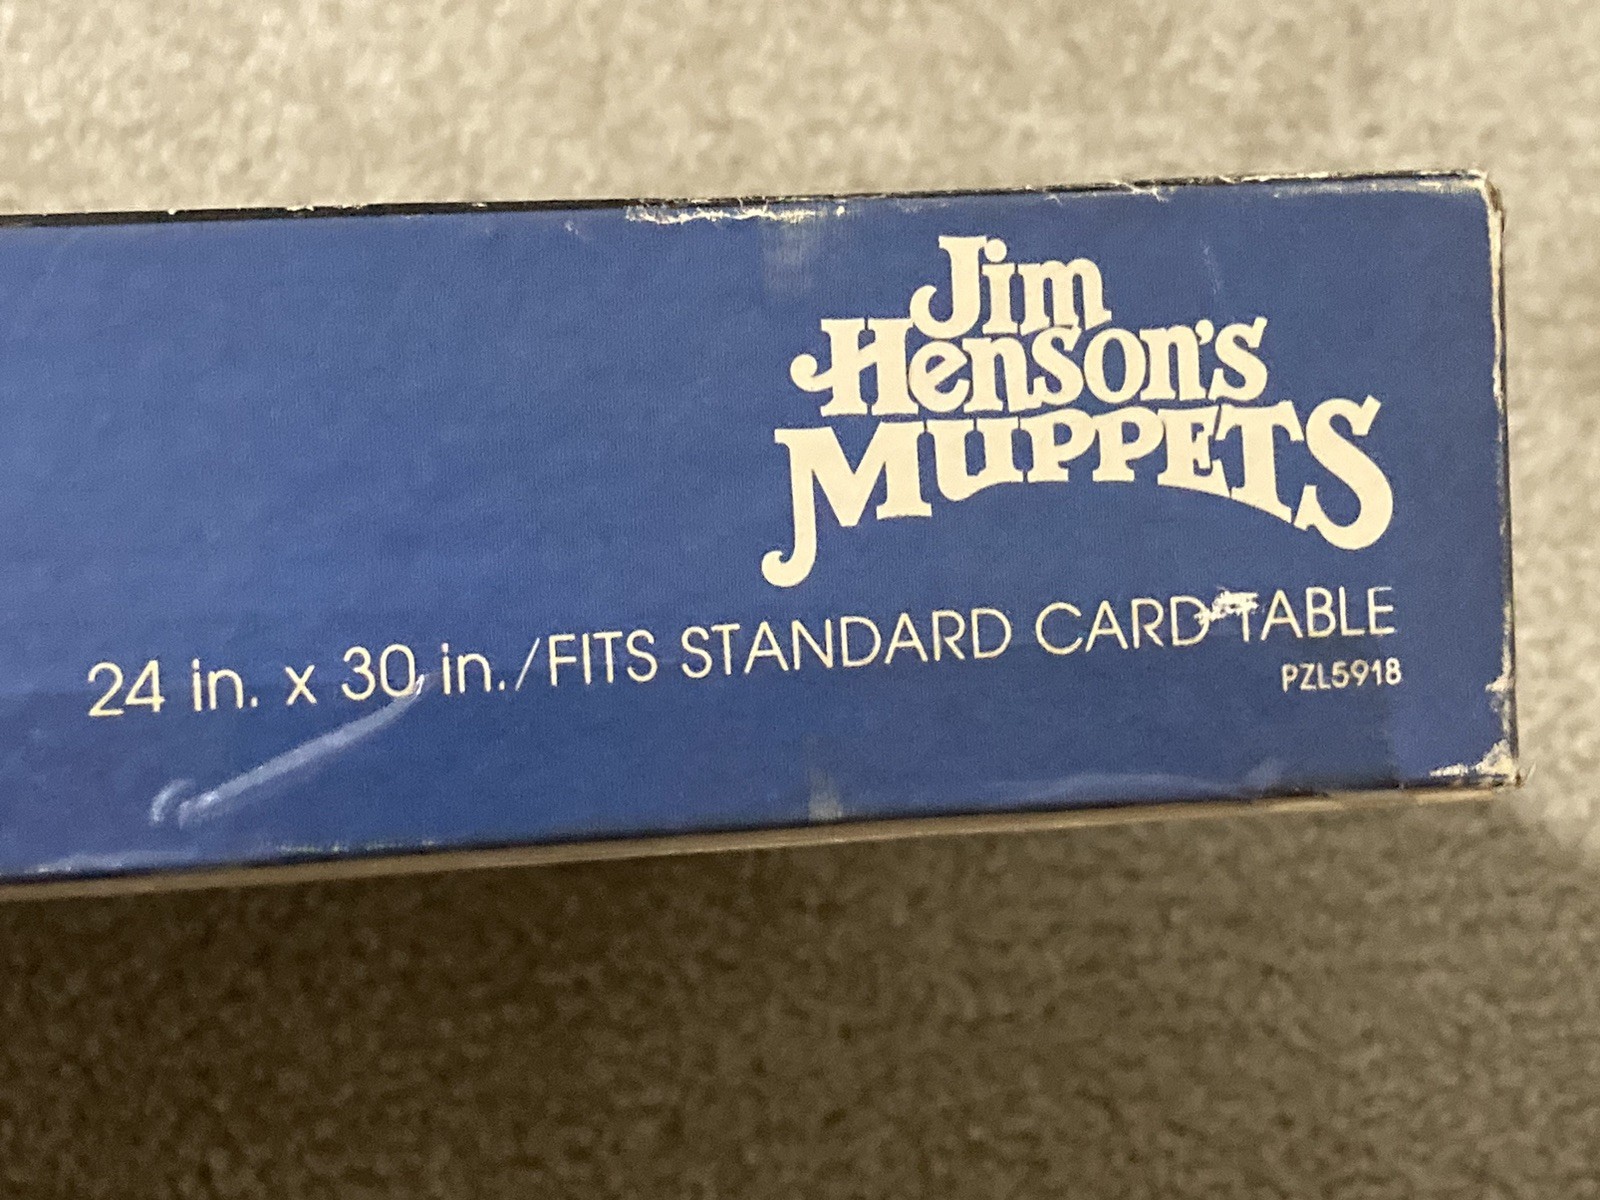 Jim
Henson's
MUPPETS
24 in. x 30 in./FITS STANDARD CARD TABLE
PZL5918